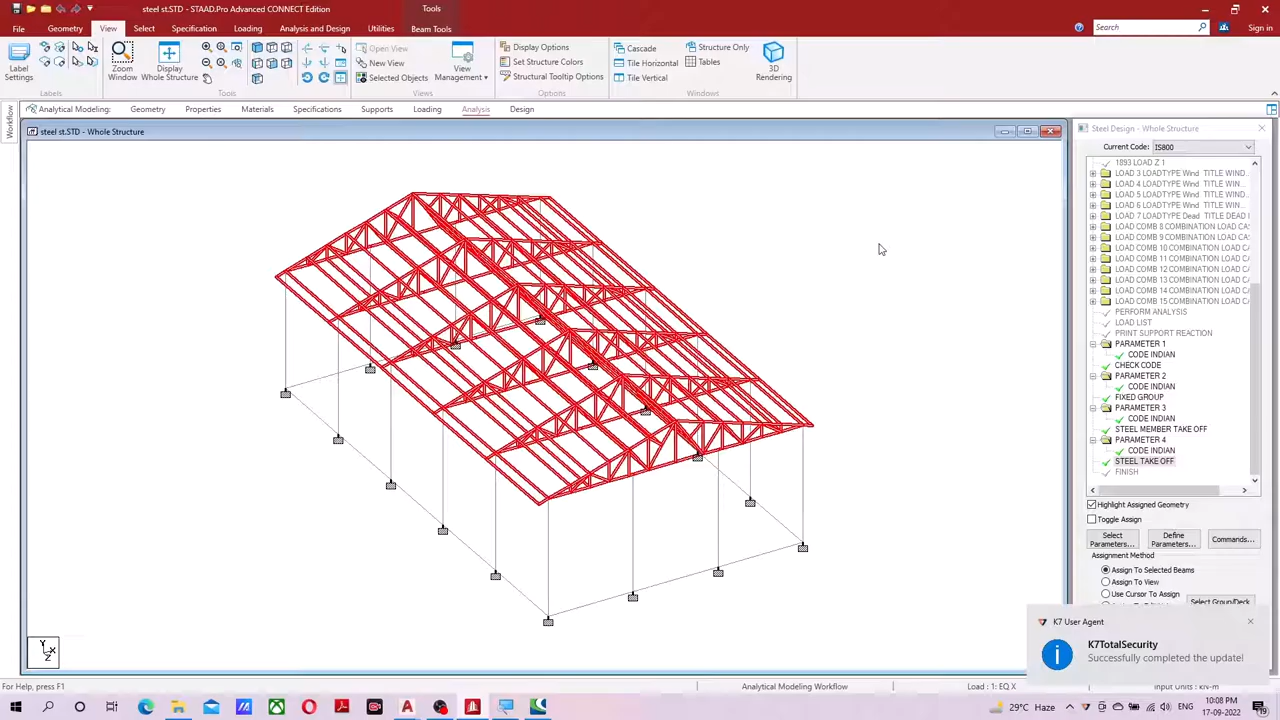 steel st.STD - STAAD.Pro Advanced CONNECT Edition
Tools
File Geometry View Select Specification Loading Analysis and Design Utilities Beam Tools
Search
Sign in
Label Settings
Zoom Window
Display Whole Structure
Open View
New View
Selected Objects
View Management
Display Options
Set Structure Colors
Structural Tooltip Options
Cascade
Tile Horizontal
Tile Vertical
Structure Only
Tables
3D Rendering
Labels Tools Views Options Windows
Workflow
Analytical Modeling: Geometry Properties Materials Specifications Supports Loading Analysis Design
steel st.STD - Whole Structure
Steel Design - Whole Structure
Current Code: IS800
1893 LOAD Z 1
LOAD 3 LOADTYPE Wind TITLE WIND...
LOAD 4 LOADTYPE Wind TITLE WIN...
LOAD 5 LOADTYPE Wind TITLE WIN...
LOAD 6 LOADTYPE Wind TITLE WIN...
LOAD 7 LOADTYPE Dead TITLE DEAD
LOAD COMB 8 COMBINATION LOAD CA
LOAD COMB 9 COMBINATION LOAD CA
LOAD COMB 10 COMBINATION LOAD C
LOAD COMB 11 COMBINATION LOAD C
LOAD COMB 12 COMBINATION LOAD C
LOAD COMB 13 COMBINATION LOAD C
LOAD COMB 14 COMBINATION LOAD C
LOAD COMB 15 COMBINATION LOAD C
PERFORM ANALYSIS
LOAD LIST
PRINT SUPPORT REACTION
PARAMETER 1
CODE INDIAN
CHECK CODE
PARAMETER 2
CODE INDIAN
FIXED GROUP
PARAMETER 3
CODE INDIAN
STEEL MEMBER TAKE OFF
PARAMETER 4
CODE INDIAN
STEEL TAKE OFF
FINISH
Highlight Assigned Geometry
Toggle Assign
Select Parameters...
Define Parameters...
Commands...
Assignment Method
Assign To Selected Beams
Assign To View
Use Cursor To Assign
Select Group/Deck
K7 User Agent
K7TotalSecurity
Successfully completed the update!
Y X Z
For Help, press F1
Analytical Modeling Workflow
Load : 1: EQ X
Input Units : kN-m
29°C Haze
10:08 PM
17-09-2022
19